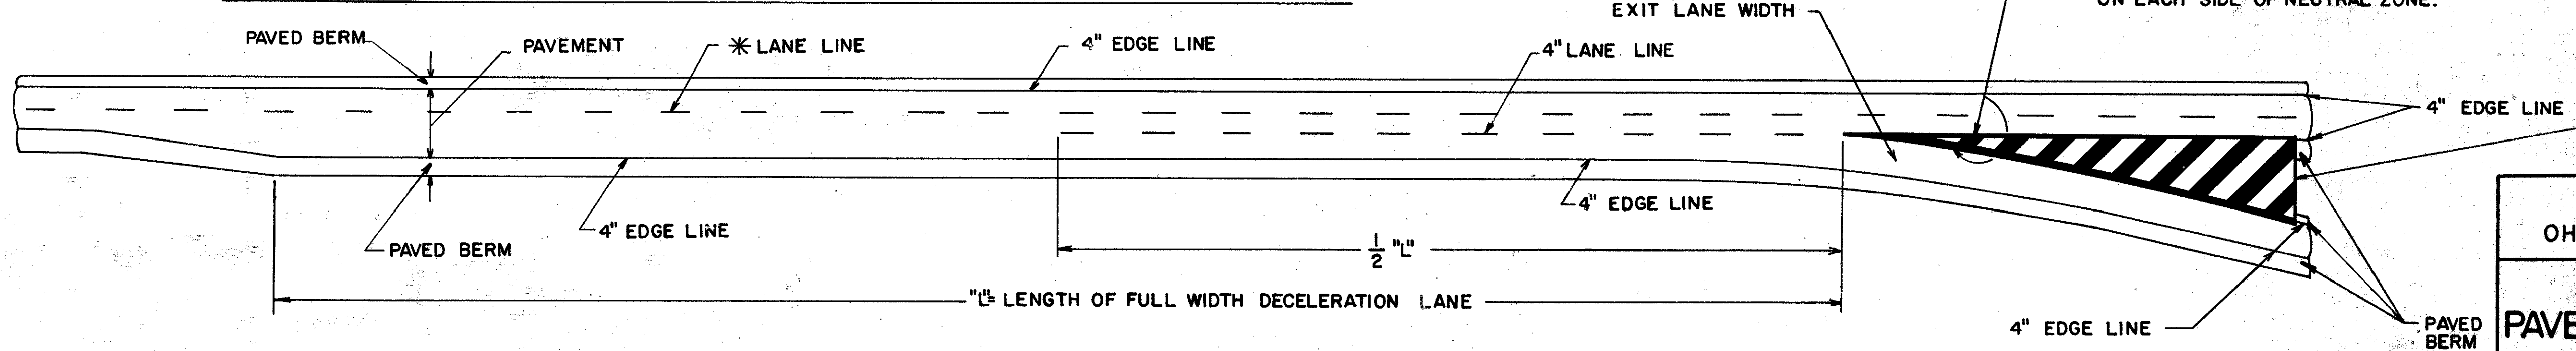 EXIT LANE WIDTH
ON EACH SIDE OF NEUTRAL ZONE.
PAVED BERM
PAVEMENT
* LANE LINE
4" EDGE LINE
4" LANE LINE
4" EDGE LINE
4" EDGE LINE
4" EDGE LINE
PAVED BERM
1/2 "L"
"L"= LENGTH OF FULL WIDTH DECELERATION LANE
4" EDGE LINE
PAVED
BERM
OH
PAVE